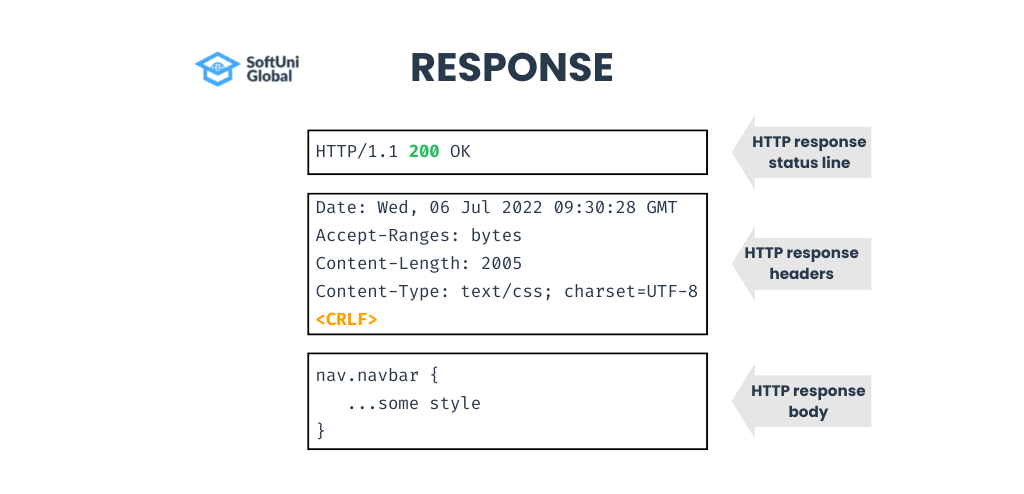 SoftUni
Global
RESPONSE
HTTP/1.1 200 OK
HTTP response
status line
Date: Wed, 06 Jul 2022 09:30:28 GMT
Accept-Ranges: bytes
Content-Length: 2005
Content-Type: text/css; charset=UTF-8
<CRLF>
HTTP response
headers
nav.navbar {
   ...some style
}
HTTP response
body